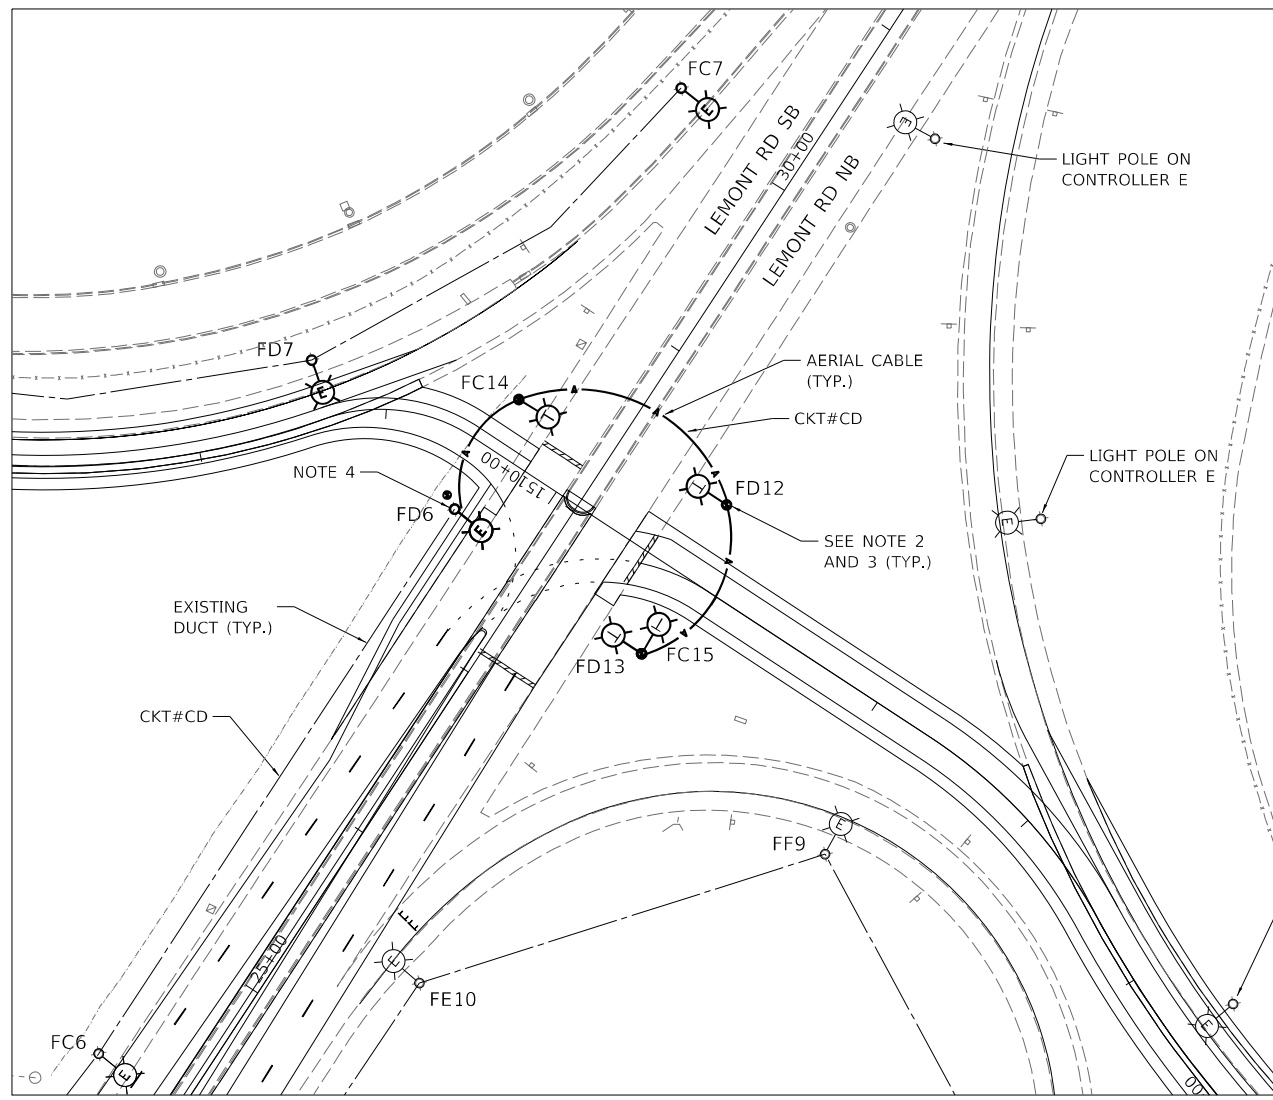 FC7
LEMONT RD SB
30+00
LEMONT RD NB
E
E
LIGHT POLE ON
CONTROLLER E
FD7
E
FC14
T
A
A
AERIAL CABLE
(TYP.)
CKT#CD
A
A
NOTE 4
1510+00
T
FD12
LIGHT POLE ON
CONTROLLER E
E
FD6
E
SEE NOTE 2
AND 3 (TYP.)
A
EXISTING
DUCT (TYP.)
T
T
A
FD13
FC15
CKT#CD
E
FF9
25+00
E
FE10
FC6
E
E
00